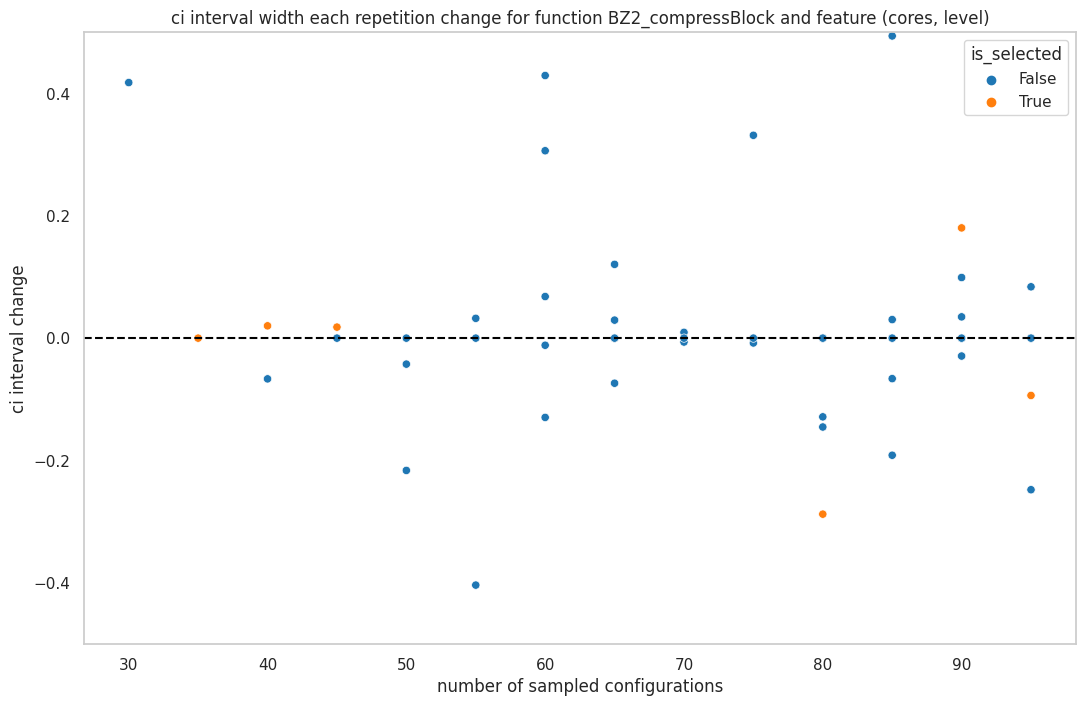 ci interval width each repetition change for function BZ2_compressBlock and feature (cores, level)
is_selected
False
True
ci interval change
0.4
0.2
0.0
−0.2
−0.4
30 40 50 60 70 80 90
number of sampled configurations